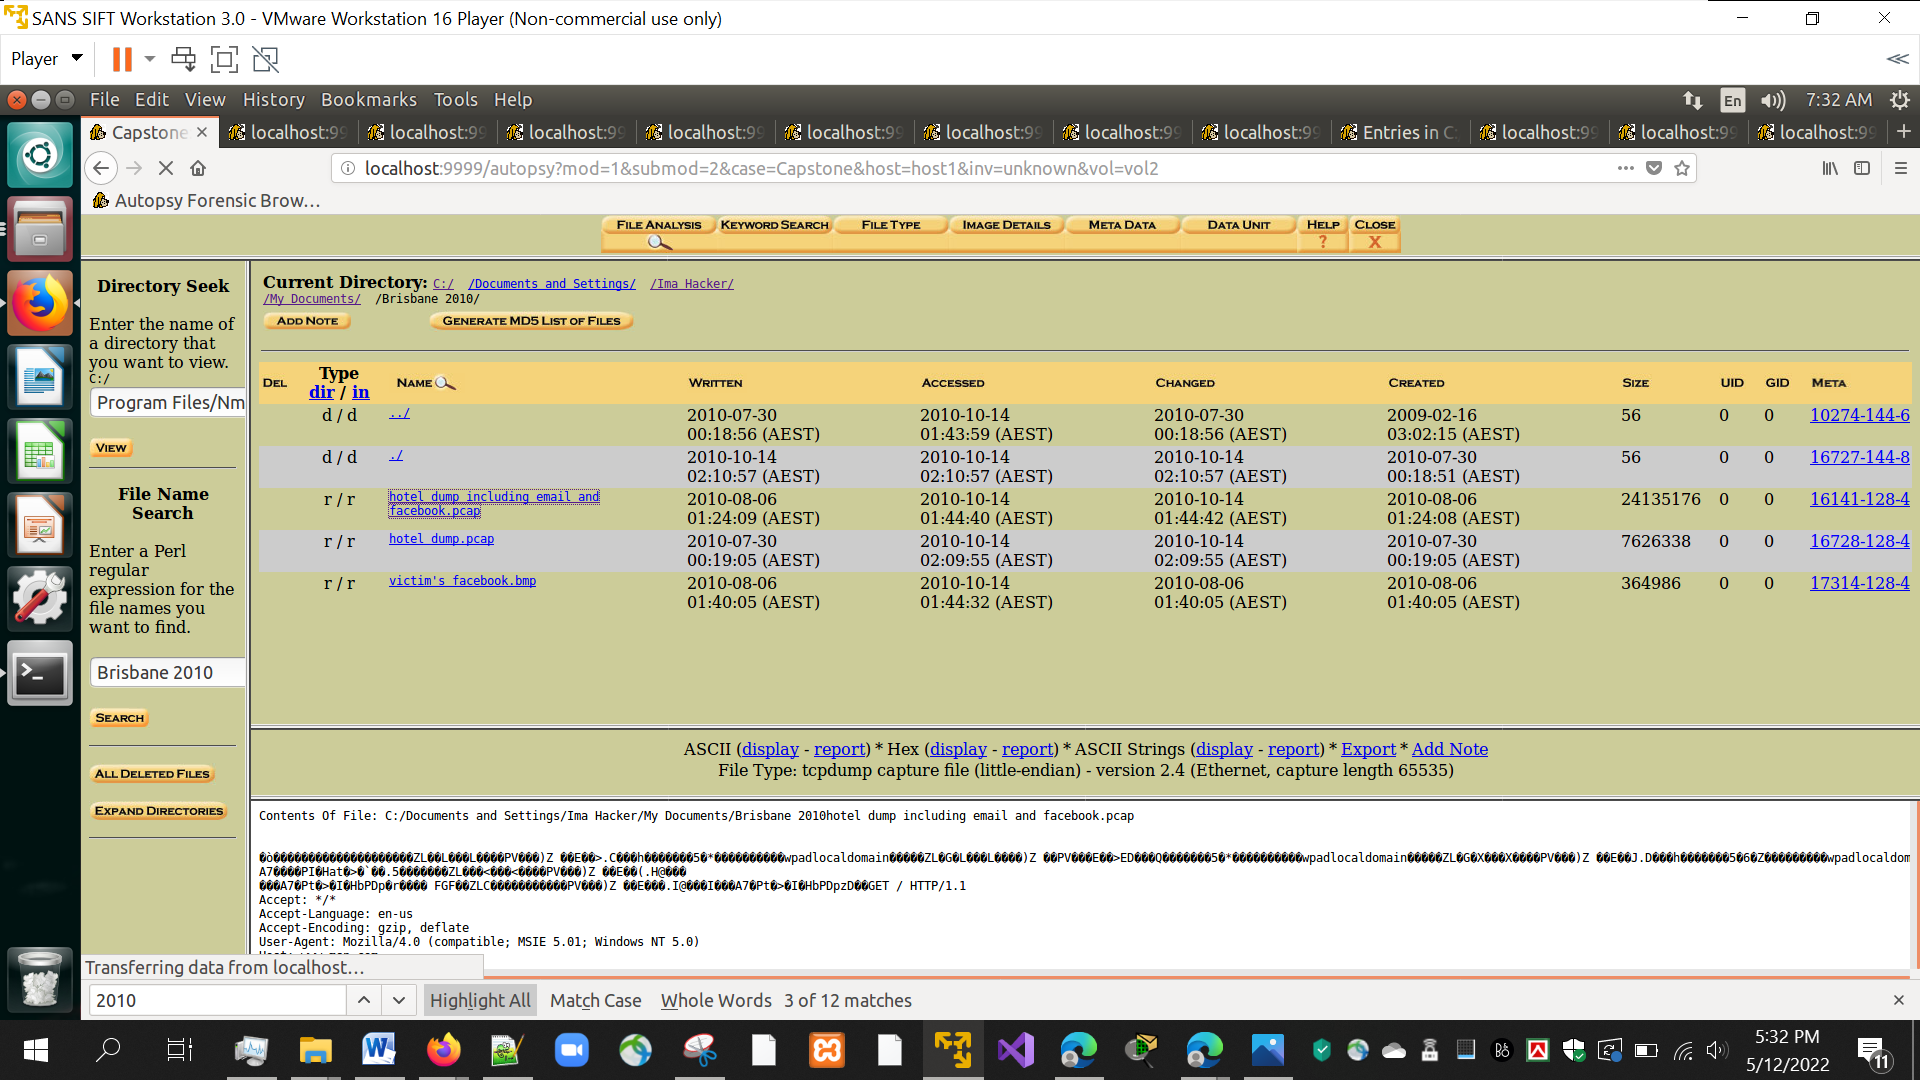 SANS SIFT Workstation 3.0 - VMware Workstation 16 Player (Non-commercial use only)
Player
File Edit View History Bookmarks Tools Help
En 7:32 AM
Capstone localhost:99 localhost:99 localhost:99 localhost:99 localhost:99 localhost:99 localhost:99 localhost:99 Entries in C: localhost:99 localhost:99 localhost:99
localhost:9999/autopsy?mod=1&submod=2&case=Capstone&host=host1&inv=unknown&vol=vol2
Autopsy Forensic Brow...
FILE ANALYSIS KEYWORD SEARCH FILE TYPE IMAGE DETAILS META DATA DATA UNIT HELP CLOSE
? X
Directory Seek
Enter the name of
a directory that
you want to view.
C:/
Program Files/Nm
VIEW
File Name
Search
Enter a Perl
regular
expression for the
file names you
want to find.
Brisbane 2010
SEARCH
ALL DELETED FILES
EXPAND DIRECTORIES
Current Directory: C:/ /Documents and Settings/ /Ima Hacker/
/My Documents/ /Brisbane 2010/
ADD NOTE GENERATE MD5 LIST OF FILES
DEL Type dir / in NAME WRITTEN ACCESSED CHANGED CREATED SIZE UID GID META
d / d ../ 2010-07-30 2010-10-14 2010-07-30 2009-02-16 56 0 0 10274-144-6
00:18:56 (AEST) 01:43:59 (AEST) 00:18:56 (AEST) 03:02:15 (AEST)
d / d ./ 2010-10-14 2010-10-14 2010-10-14 2010-07-30 56 0 0 16727-144-8
02:10:57 (AEST) 02:10:57 (AEST) 02:10:57 (AEST) 00:18:51 (AEST)
r / r hotel dump including email and 2010-08-06 2010-10-14 2010-10-14 2010-08-06 24135176 0 0 16141-128-4
facebook.pcap 01:24:09 (AEST) 01:44:40 (AEST) 01:44:42 (AEST) 01:24:08 (AEST)
r / r hotel dump.pcap 2010-07-30 2010-10-14 2010-10-14 2010-07-30 7626338 0 0 16728-128-4
00:19:05 (AEST) 02:09:55 (AEST) 02:09:55 (AEST) 00:19:05 (AEST)
r / r victim's facebook.bmp 2010-08-06 2010-10-14 2010-08-06 2010-08-06 364986 0 0 17314-128-4
01:40:05 (AEST) 01:44:32 (AEST) 01:40:05 (AEST) 01:40:05 (AEST)
ASCII (display - report) * Hex (display - report) * ASCII Strings (display - report) * Export * Add Note
File Type: tcpdump capture file (little-endian) - version 2.4 (Ethernet, capture length 65535)
Contents Of File: C:/Documents and Settings/Ima Hacker/My Documents/Brisbane 2010hotel dump including email and facebook.pcap
GET / HTTP/1.1
Accept: */*
Accept-Language: en-us
Accept-Encoding: gzip, deflate
User-Agent: Mozilla/4.0 (compatible; MSIE 5.01; Windows NT 5.0)
Transferring data from localhost...
2010 Highlight All Match Case Whole Words 3 of 12 matches
5:32 PM
5/12/2022
11